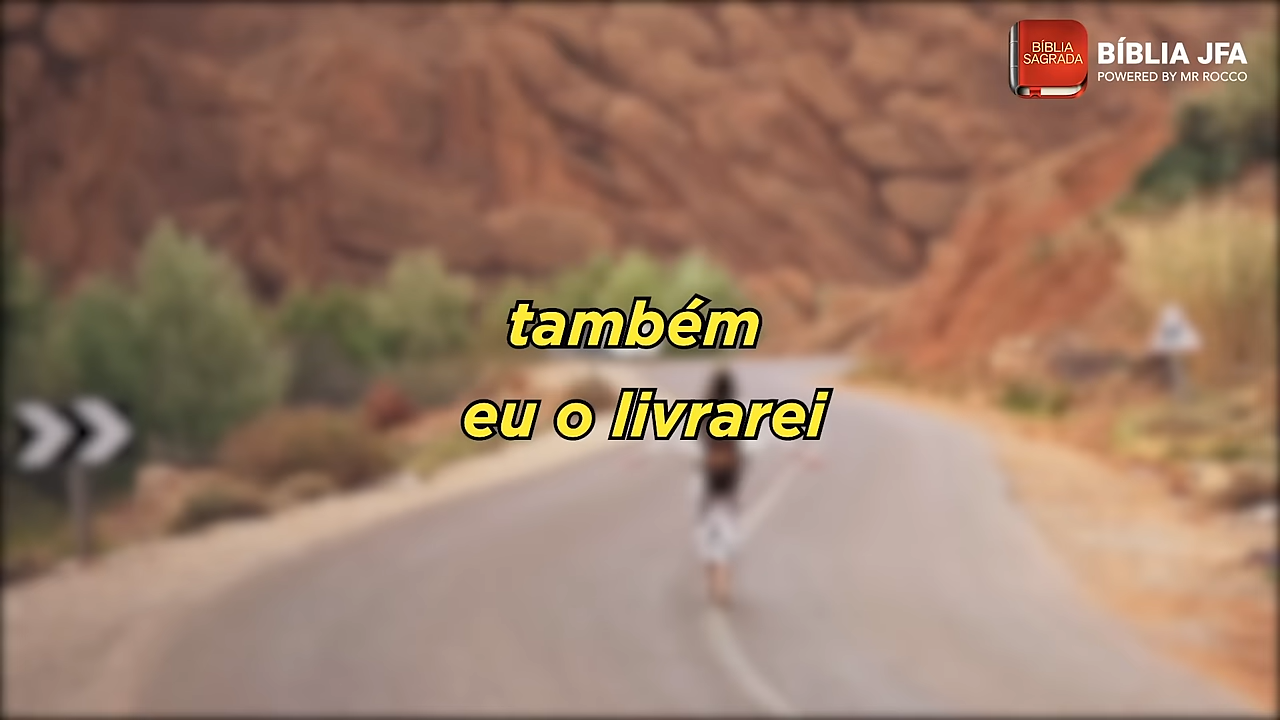 BÍBLIA
SAGRADA
BÍBLIA JFA
POWERED BY MR ROCCO
também
eu o livrarei